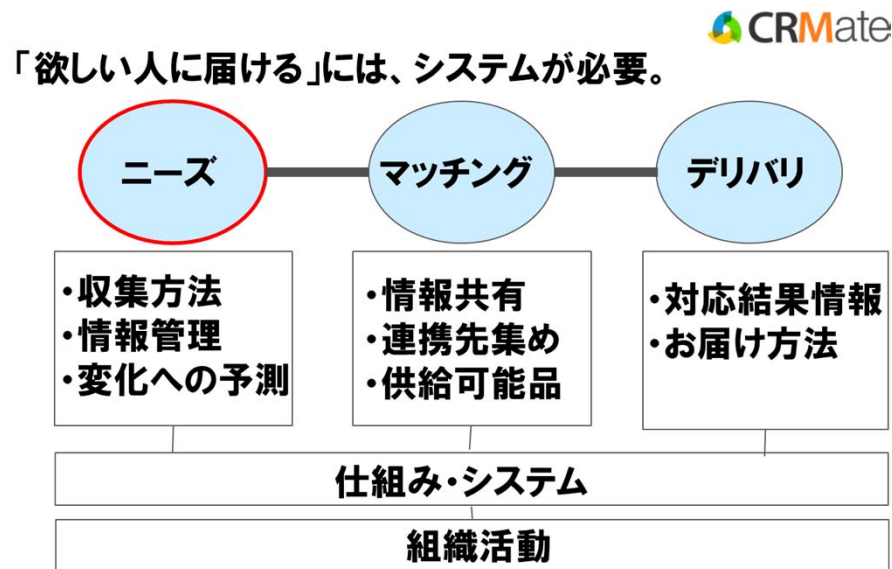 CRMate
「欲しい人に届ける」には、システムが必要。
ニーズ
マッチング
デリバリ
・収集方法
・情報管理
・変化への予測
・情報共有
・連携先集め
・供給可能品
・対応結果情報
・お届け方法
仕組み・システム
組織活動